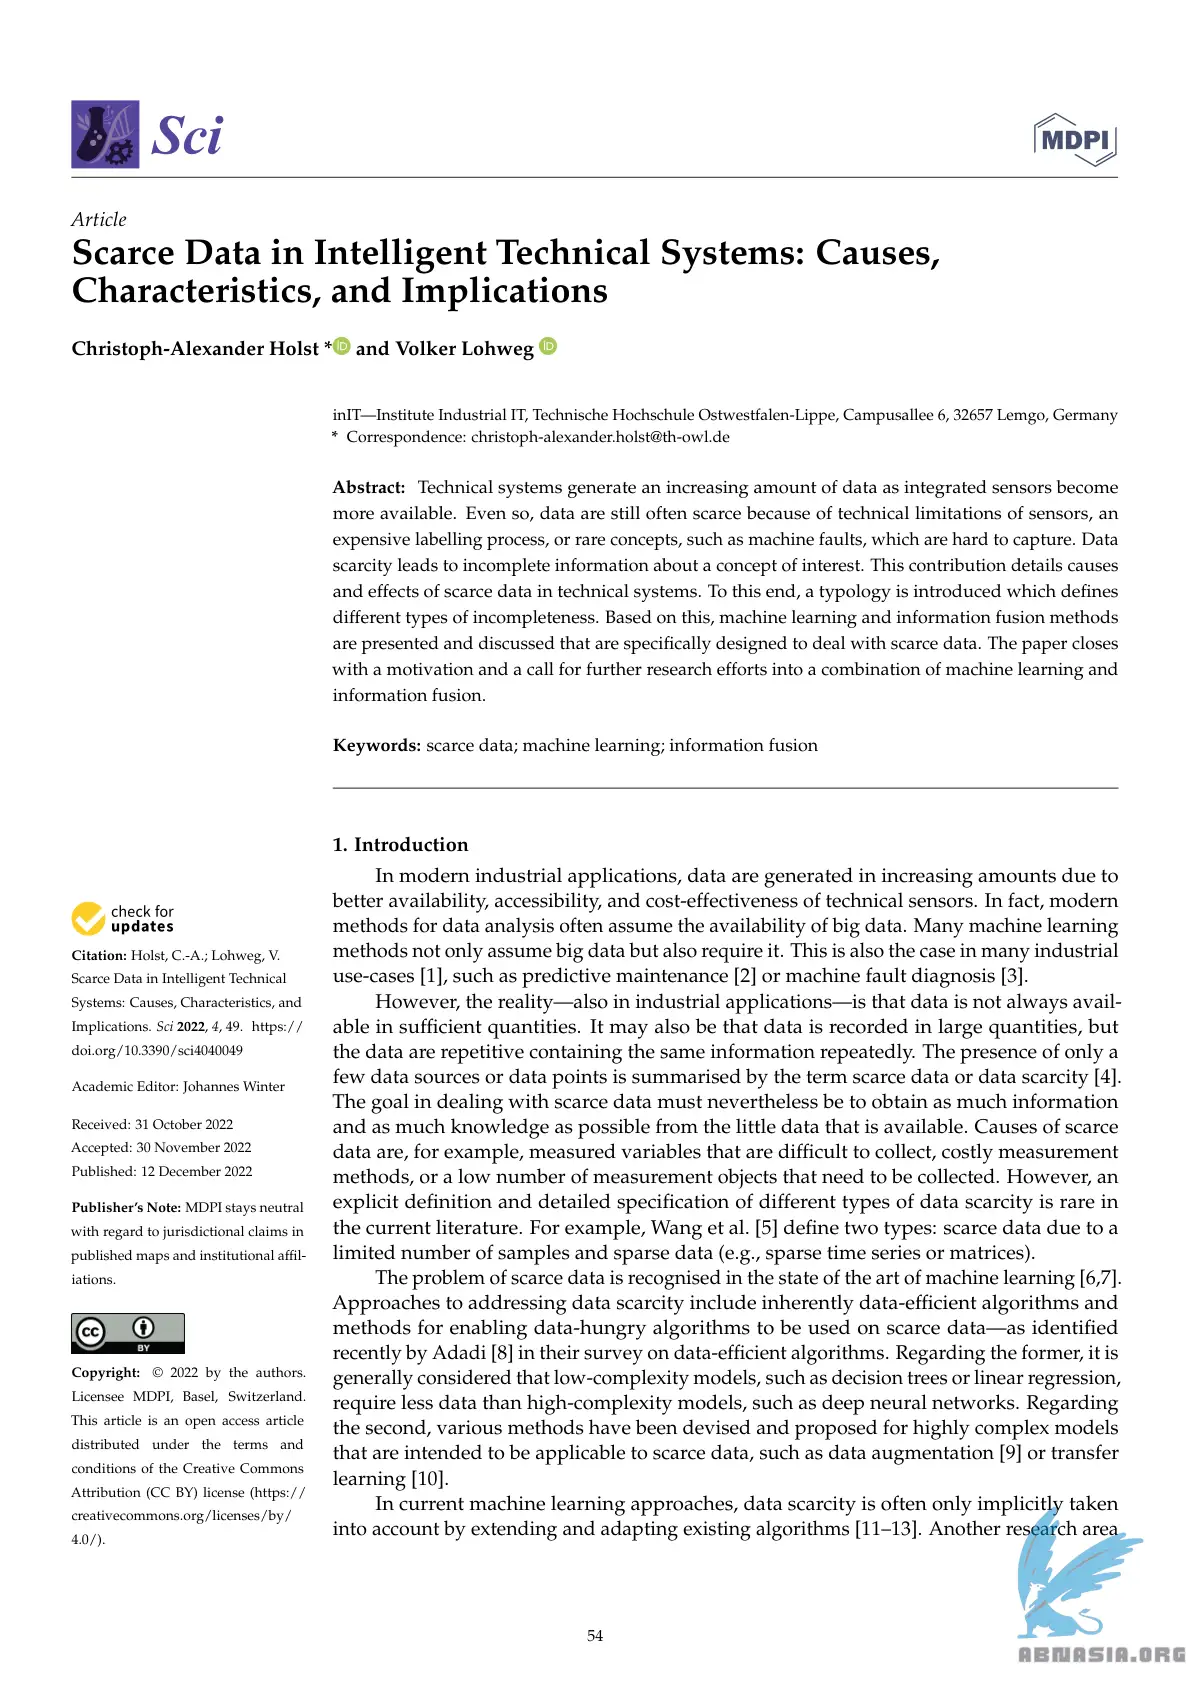 Sci
MDPI
Article
Scarce Data in Intelligent Technical Systems: Causes,
Characteristics, and Implications
Christoph-Alexander Holst * iD and Volker Lohweg iD
inIT—Institute Industrial IT, Technische Hochschule Ostwestfalen-Lippe, Campusallee 6, 32657 Lemgo, Germany
* Correspondence: christoph-alexander.holst@th-owl.de
Abstract: Technical systems generate an increasing amount of data as integrated sensors become
more available. Even so, data are still often scarce because of technical limitations of sensors, an
expensive labelling process, or rare concepts, such as machine faults, which are hard to capture. Data
scarcity leads to incomplete information about a concept of interest. This contribution details causes
and effects of scarce data in technical systems. To this end, a typology is introduced which defines
different types of incompleteness. Based on this, machine learning and information fusion methods
are presented and discussed that are specifically designed to deal with scarce data. The paper closes
with a motivation and a call for further research efforts into a combination of machine learning and
information fusion.
Keywords: scarce data; machine learning; information fusion
1. Introduction
In modern industrial applications, data are generated in increasing amounts due to
better availability, accessibility, and cost-effectiveness of technical sensors. In fact, modern
methods for data analysis often assume the availability of big data. Many machine learning
methods not only assume big data but also require it. This is also the case in many industrial
use-cases [1], such as predictive maintenance [2] or machine fault diagnosis [3].
However, the reality—also in industrial applications—is that data is not always avail-
able in sufficient quantities. It may also be that data is recorded in large quantities, but
the data are repetitive containing the same information repeatedly. The presence of only a
few data sources or data points is summarised by the term scarce data or data scarcity [4].
The goal in dealing with scarce data must nevertheless be to obtain as much information
and as much knowledge as possible from the little data that is available. Causes of scarce
data are, for example, measured variables that are difficult to collect, costly measurement
methods, or a low number of measurement objects that need to be collected. However, an
explicit definition and detailed specification of different types of data scarcity is rare in
the current literature. For example, Wang et al. [5] define two types: scarce data due to a
limited number of samples and sparse data (e.g., sparse time series or matrices).
The problem of scarce data is recognised in the state of the art of machine learning [6,7].
Approaches to addressing data scarcity include inherently data-efficient algorithms and
methods for enabling data-hungry algorithms to be used on scarce data—as identified
recently by Adadi [8] in their survey on data-efficient algorithms. Regarding the former, it is
generally considered that low-complexity models, such as decision trees or linear regression,
require less data than high-complexity models, such as deep neural networks. Regarding
the second, various methods have been devised and proposed for highly complex models
that are intended to be applicable to scarce data, such as data augmentation [9] or transfer
learning [10].
In current machine learning approaches, data scarcity is often only implicitly taken
into account by extending and adapting existing algorithms [11–13]. Another research area
check for
updates
Citation: Holst, C.-A.; Lohweg, V.
Scarce Data in Intelligent Technical
Systems: Causes, Characteristics, and
Implications. Sci 2022, 4, 49. https://
doi.org/10.3390/sci4040049
Academic Editor: Johannes Winter
Received: 31 October 2022
Accepted: 30 November 2022
Published: 12 December 2022
Publisher's Note: MDPI stays neutral
with regard to jurisdictional claims in
published maps and institutional affil-
iations.
CC
BY
Copyright: © 2022 by the authors.
Licensee MDPI, Basel, Switzerland.
This article is an open access article
distributed under the terms and
conditions of the Creative Commons
Attribution (CC BY) license (https://
creativecommons.org/licenses/by/
4.0/).
54
ABNASIA.ORG